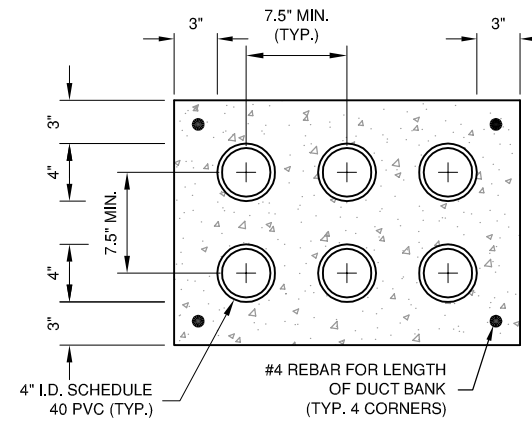 7.5" MIN.
(TYP.)
3"
3"
3"
4"
7.5" MIN.
4"
3"
4" I.D. SCHEDULE
40 PVC (TYP.)
#4 REBAR FOR LENGTH
OF DUCT BANK
(TYP. 4 CORNERS)